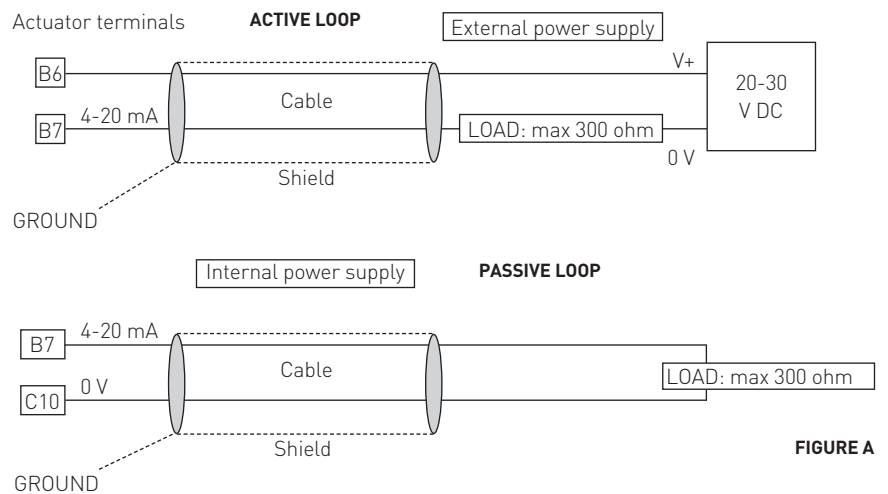 Actuator terminals
ACTIVE LOOP
External power supply
B6
V+
Cable
20-30
V DC
B7
4-20 mA
LOAD: max 300 ohm
0 V
Shield
GROUND
Internal power supply
PASSIVE LOOP
B7
4-20 mA
Cable
LOAD: max 300 ohm
C10
0 V
Shield
FIGURE A
GROUND